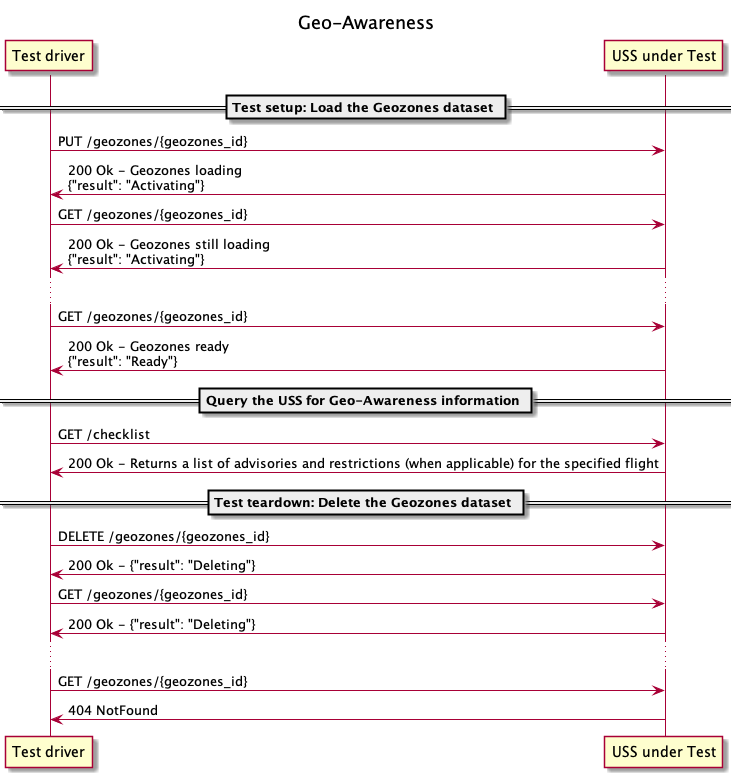 Geo-Awareness
Test driver
USS under Test
Test setup: Load the Geozones dataset
PUT /geozones/{geozones_id}
200 Ok - Geozones loading
{"result": "Activating"}
GET /geozones/{geozones_id}
200 Ok - Geozones still loading
{"result": "Activating"}
GET /geozones/{geozones_id}
200 Ok - Geozones ready
{"result": "Ready"}
Query the USS for Geo-Awareness information
GET /checklist
200 Ok - Returns a list of advisories and restrictions (when applicable) for the specified flight
Test teardown: Delete the Geozones dataset
DELETE /geozones/{geozones_id}
200 Ok - {"result": "Deleting"}
GET /geozones/{geozones_id}
200 Ok - {"result": "Deleting"}
GET /geozones/{geozones_id}
404 NotFound
Test driver
USS under Test